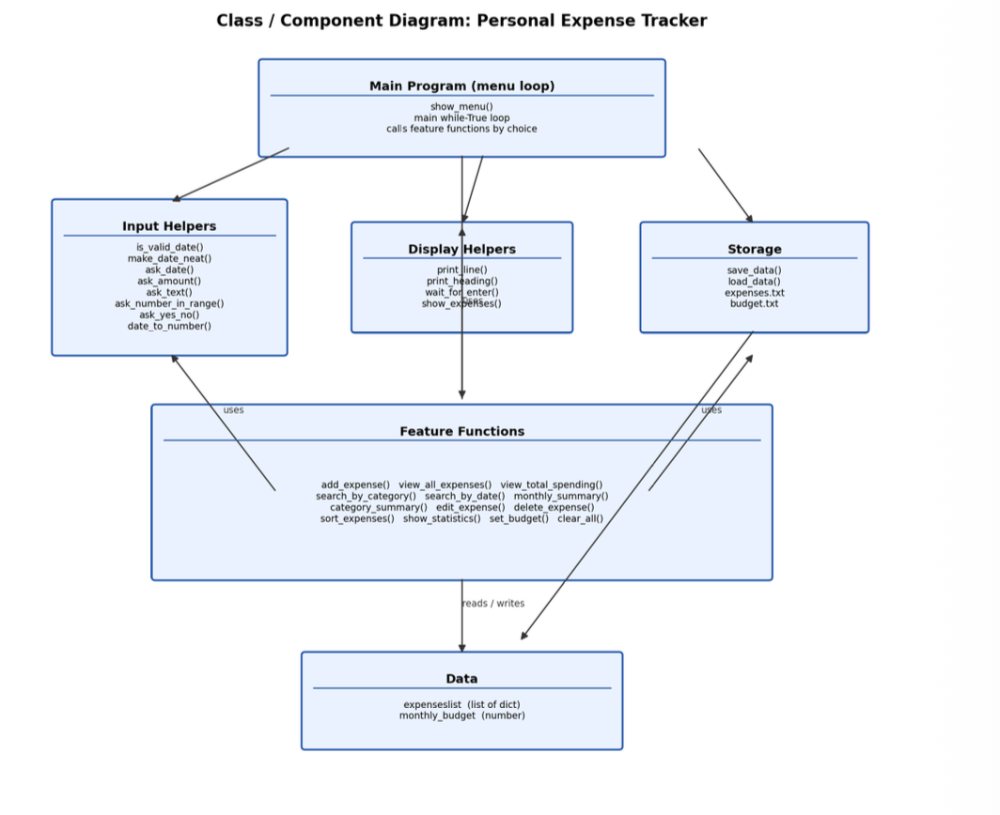 Class / Component Diagram: Personal Expense Tracker
Main Program (menu loop)
show_menu()
main while-True loop
calls feature functions by choice
Input Helpers
is_valid_date()
make_date_neat()
ask_date()
ask_amount()
ask_text()
ask_number_in_range()
ask_yes_no()
date_to_number()
Display Helpers
print_line()
print_heading()
wait_for_enter()
uses
show_expenses()
Storage
save_data()
load_data()
expenses.txt
budget.txt
uses
uses
Feature Functions
add_expense()   view_all_expenses()   view_total_spending()
search_by_category()   search_by_date()   monthly_summary()
category_summary()   edit_expense()   delete_expense()
sort_expenses()   show_statistics()   set_budget()   clear_all()
reads / writes
Data
expenseslist  (list of dict)
monthly_budget  (number)